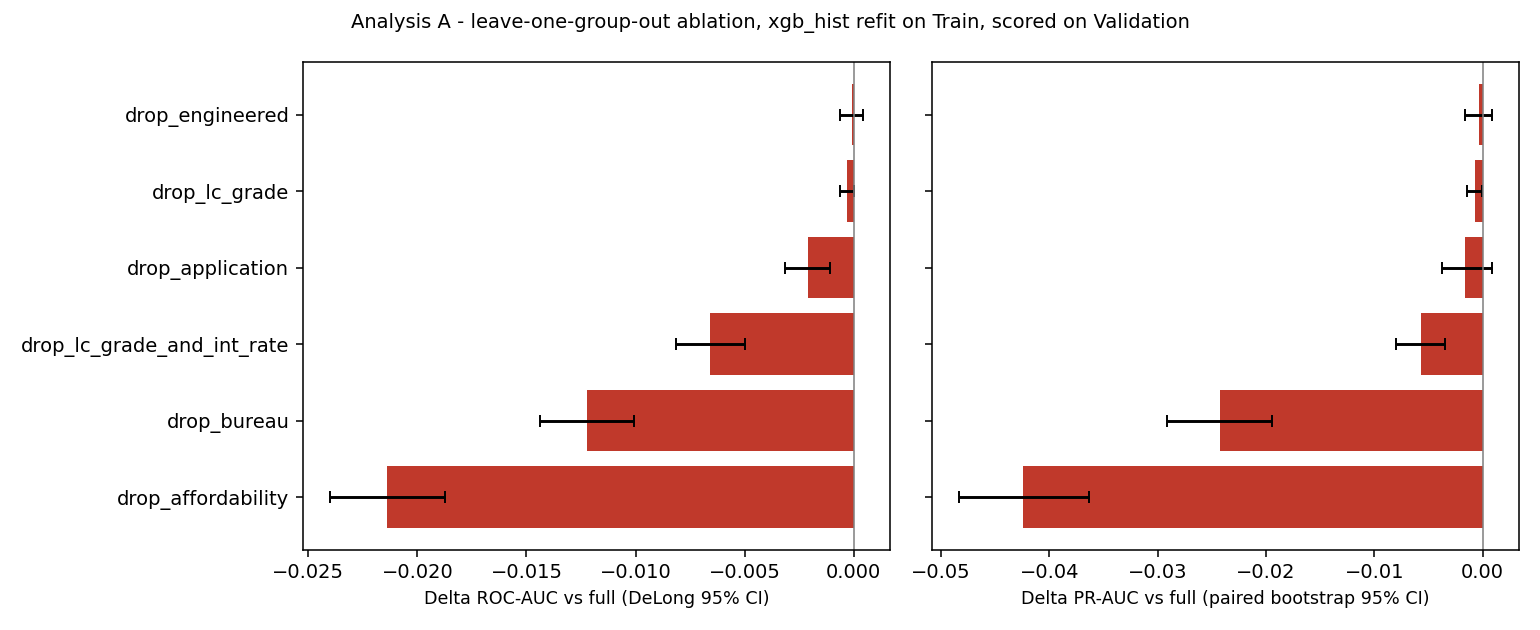 Analysis A - leave-one-group-out ablation, xgb_hist refit on Train, scored on Validation
drop_engineered
drop_lc_grade
drop_application
drop_lc_grade_and_int_rate
drop_bureau
drop_affordability
−0.025 −0.020 −0.015 −0.010 −0.005 0.000
Delta ROC-AUC vs full (DeLong 95% CI)
−0.05 −0.04 −0.03 −0.02 −0.01 0.00
Delta PR-AUC vs full (paired bootstrap 95% CI)